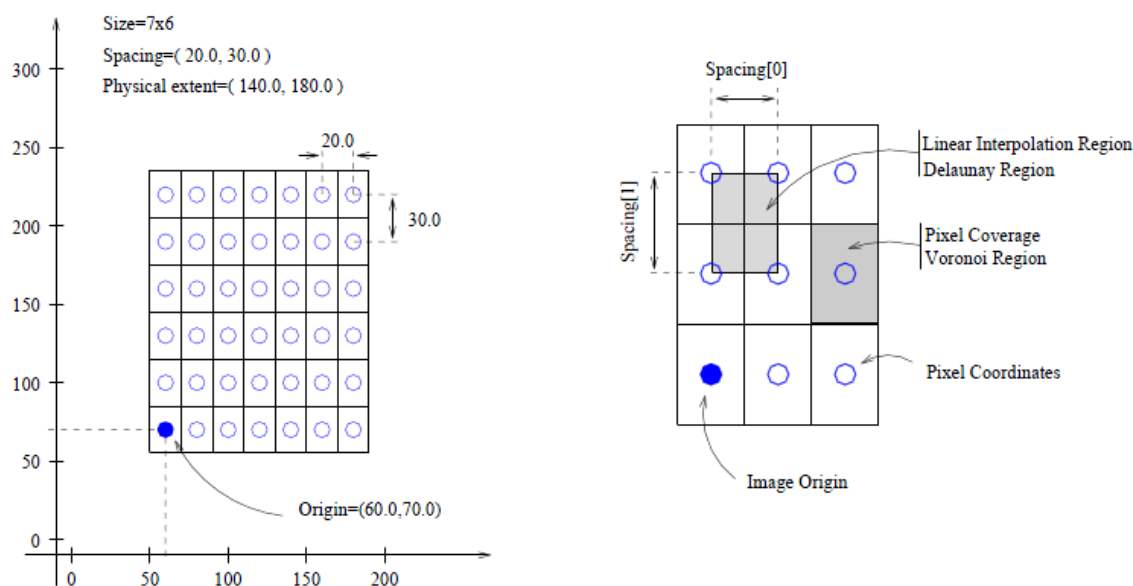 Size=7x6
Spacing=( 20.0, 30.0 )
Physical extent=( 140.0, 180.0 )
300
250
200
150
100
50
0
0
50
100
150
200
20.0
30.0
Origin=(60.0,70.0)
Spacing[0]
Spacing[1]
Linear Interpolation Region
Delaunay Region
Pixel Coverage
Voronoi Region
Pixel Coordinates
Image Origin